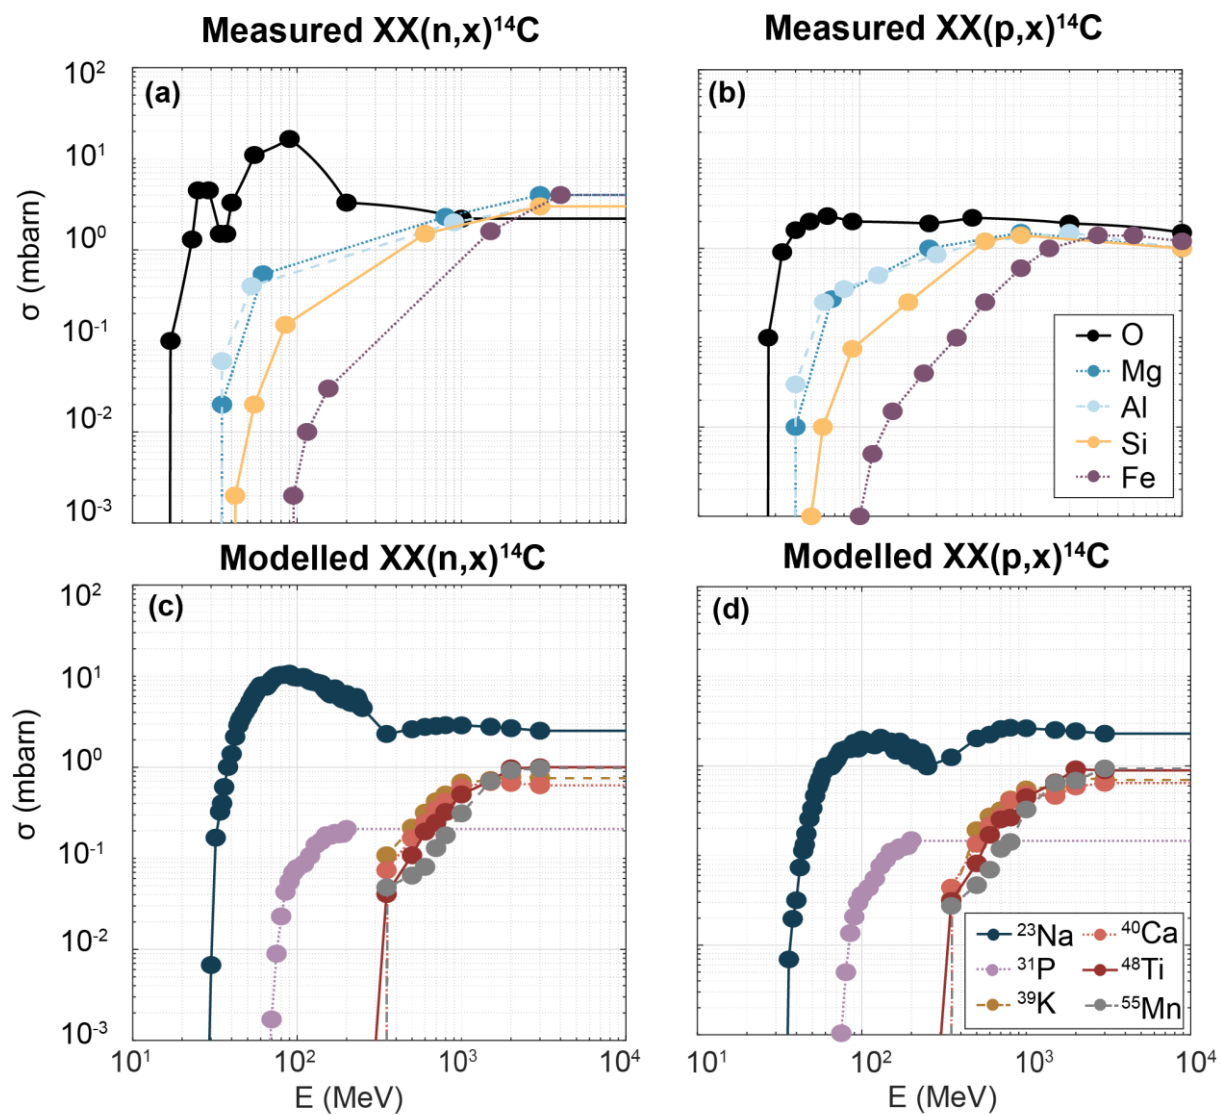 Measured XX(n,x)¹⁴C
Measured XX(p,x)¹⁴C
(a)
(b)
10²
10¹
10⁰
10⁻¹
10⁻²
10⁻³
σ (mbarn)
O
Mg
Al
Si
Fe
Modelled XX(n,x)¹⁴C
Modelled XX(p,x)¹⁴C
(c)
(d)
10²
10¹
10⁰
10⁻¹
10⁻²
10⁻³
σ (mbarn)
²³Na
⁴⁰Ca
³¹P
⁴⁸Ti
³⁹K
⁵⁵Mn
10¹
10²
10³
10⁴
10¹
10²
10³
10⁴
E (MeV)
E (MeV)